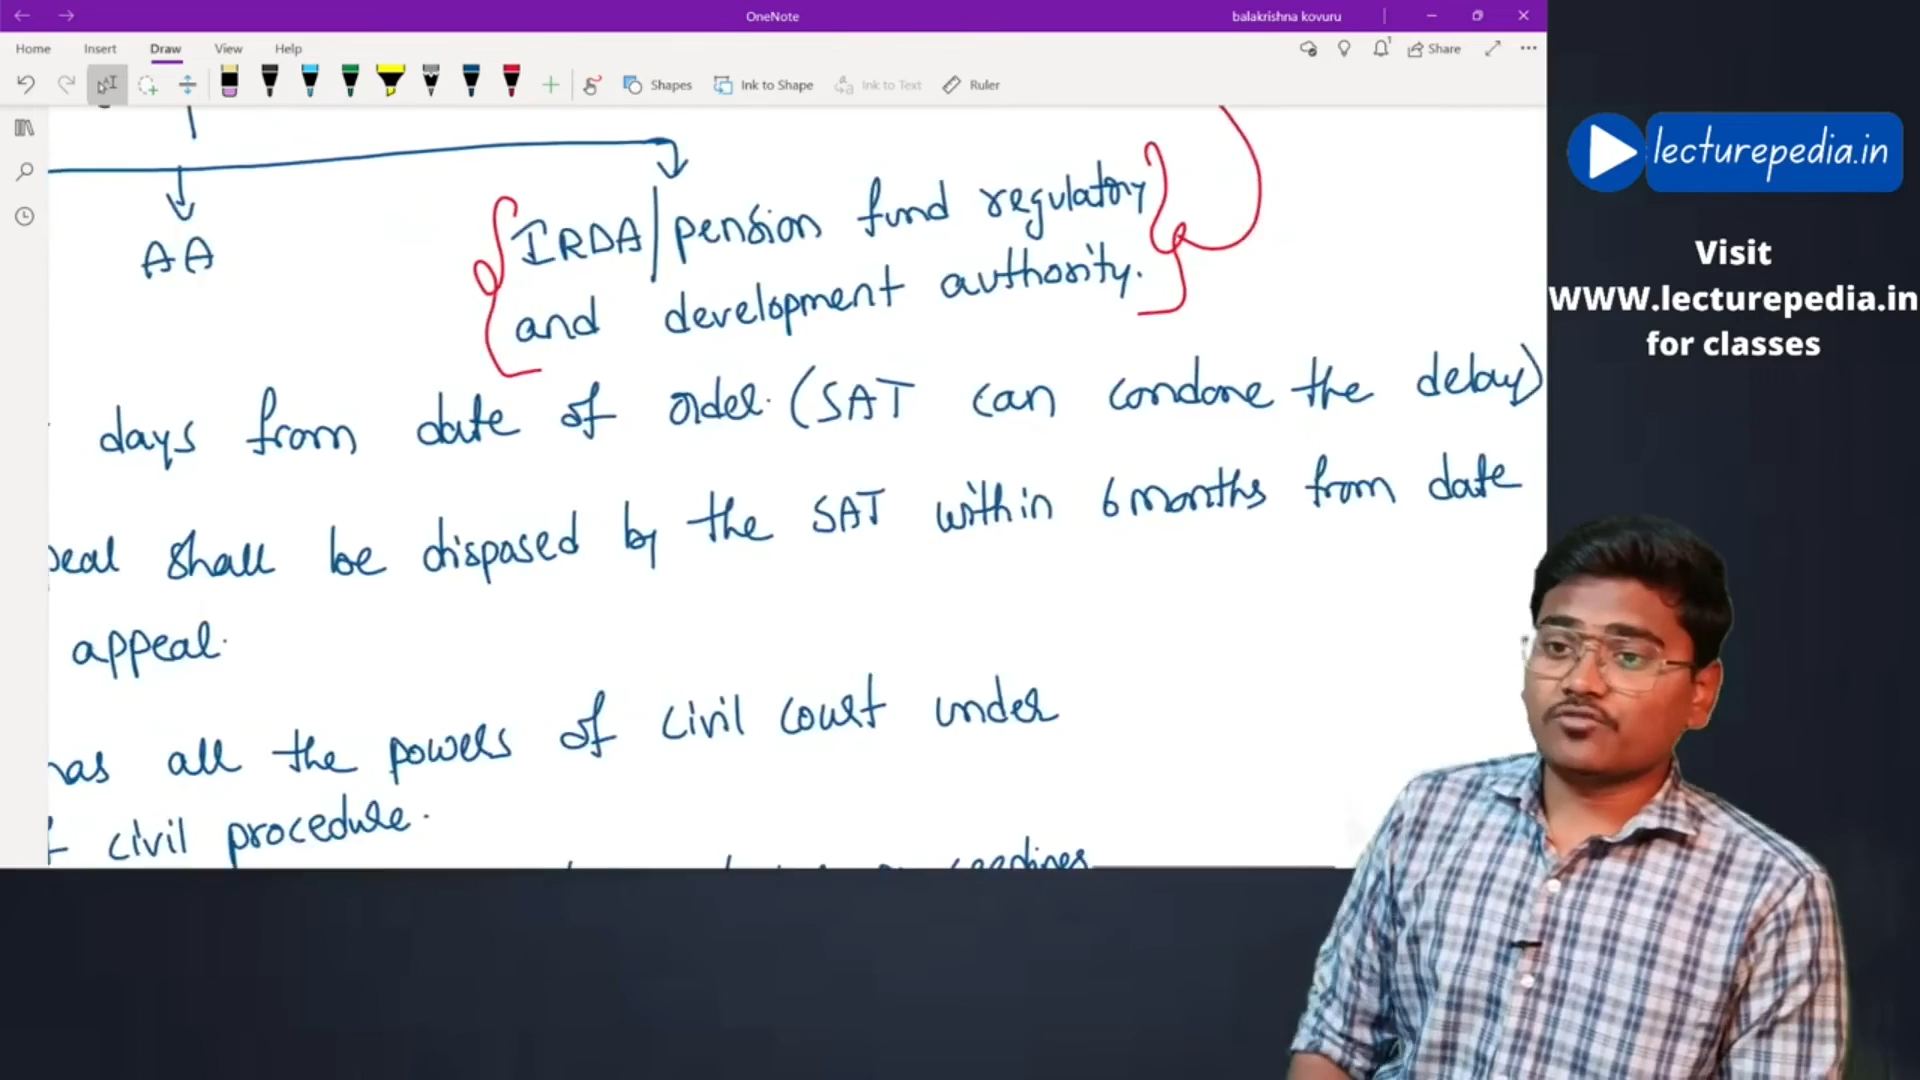 OneNote
balakrishna kovuru
Home Insert Draw View Help
1
Share
Shapes
Ink to Shape
Ink to Text
Ruler
lecturepedia.in
Visit
WWW.lecturepedia.in
for classes
AA
IRDA/pension fund regulatory
and development authority.
days from date of order. (SAT can condone the delay)
peal shall be disposed by the SAT within 6 months from date
appeal.
has all the powers of civil court under
civil procedure.